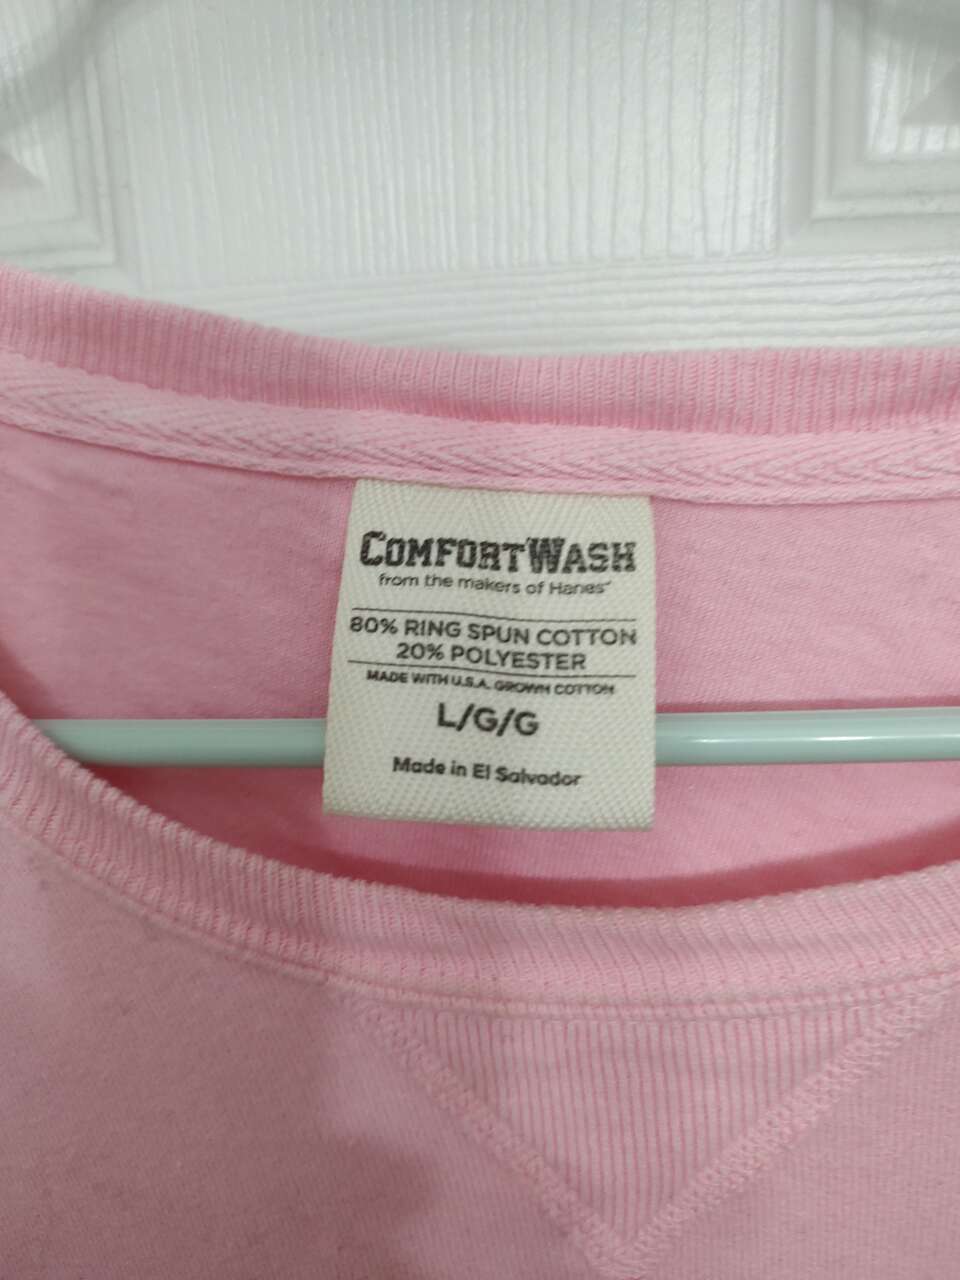 COMFORTWASH
from the makers of Hanes®
80% RING SPUN COTTON
20% POLYESTER
MADE WITH U.S.A. GROWN COTTON
L/G/G
Made in El Salvador